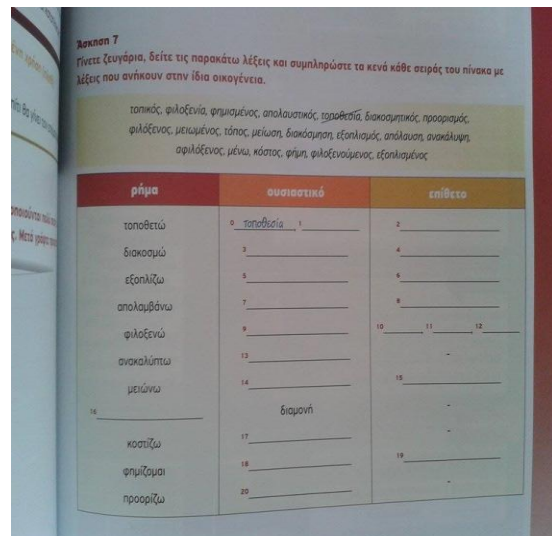 Άσκηση 7
Γίνετε ζευγάρια, δείτε τις παρακάτω λέξεις και συμπληρώστε τα κενά κάθε σειράς του πίνακα με
λέξεις που ανήκουν στην ίδια οικογένεια.
τοπικός, φιλοξενία, φημισμένος, απολαυστικός, τοποθεσία, διακοσμητικός, προορισμός,
φιλόξενος, μειωμένος, τόπος, μείωση, διακόσμηση, εξοπλισμός, απόλαυση, ανακάλυψη,
αφιλόξενος, μένω, κόστος, φήμη, φιλοξενούμενος, εξοπλισμένος
ρήμα ουσιαστικό επίθετο
τοποθετώ 0 τοποθεσία, 1 2
διακοσμώ 3 4
εξοπλίζω 5 6
απολαμβάνω 7 8
φιλοξενώ 9 10 , 11 , 12
ανακαλύπτω 13 -
μειώνω 14 15
16 διαμονή -
κοστίζω 17 -
φημίζομαι 18 19
προορίζω 20 -